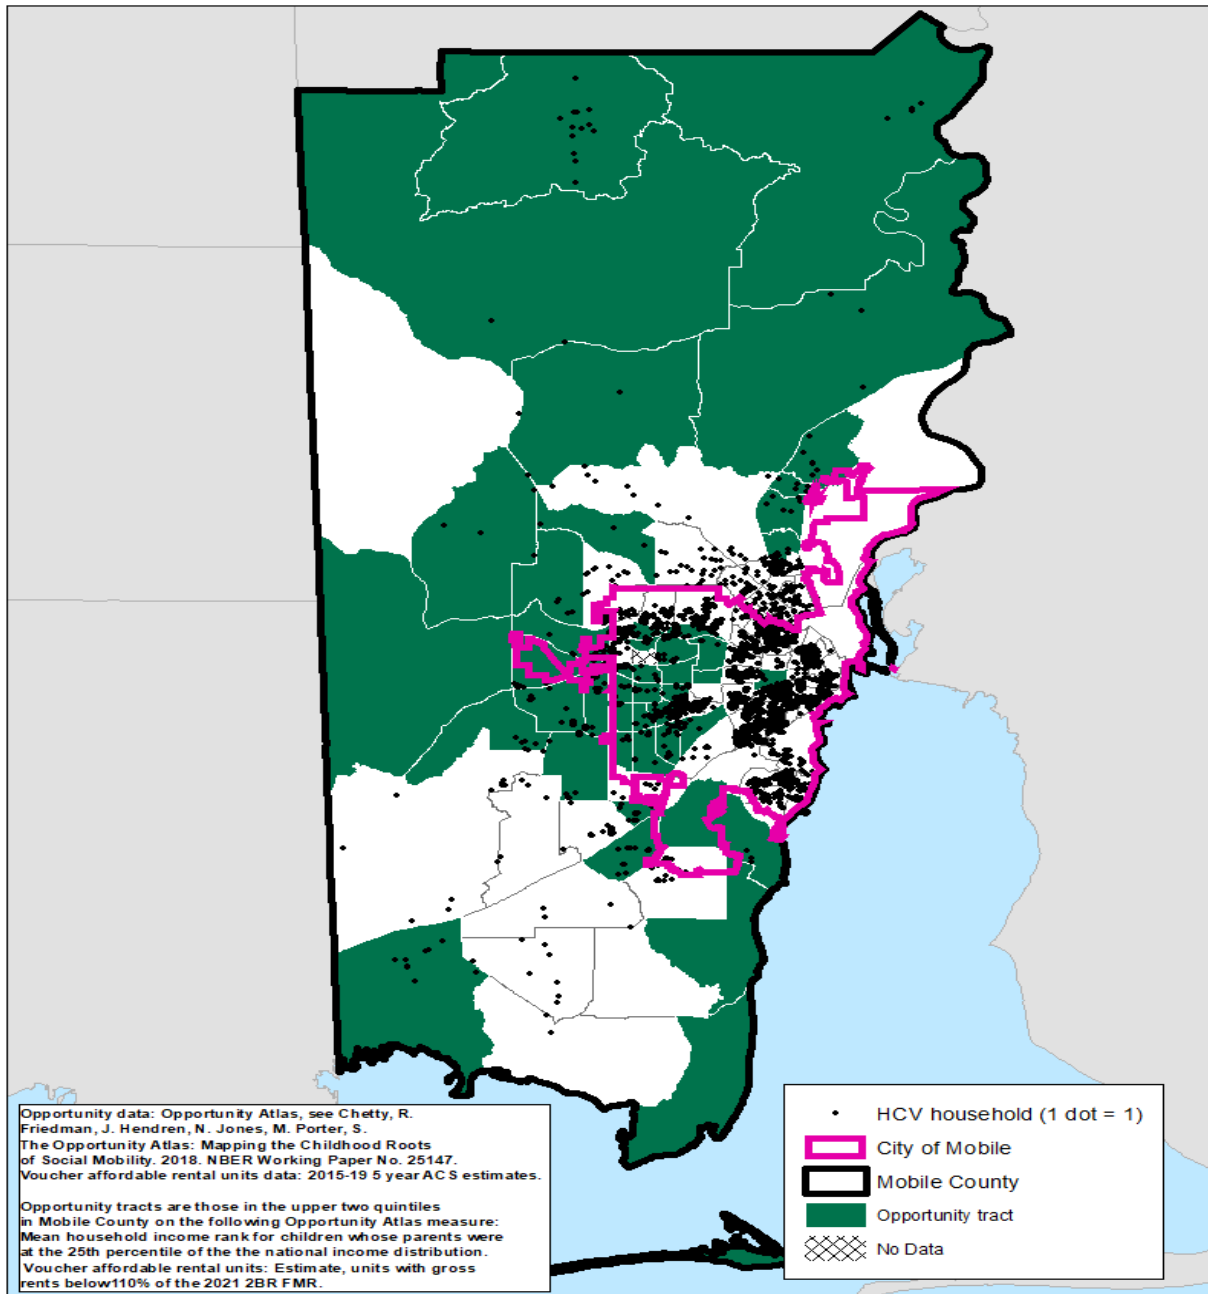 Opportunity data: Opportunity Atlas, see Chetty, R.
Friedman, J. Hendren, N. Jones, M. Porter, S.
The Opportunity Atlas: Mapping the Childhood Roots
of Social Mobility. 2018. NBER Working Paper No. 25147.
Voucher affordable rental units data: 2015-19 5 year ACS estimates.
Opportunity tracts are those in the upper two quintiles
in Mobile County on the following Opportunity Atlas measure:
Mean household income rank for children whose parents were
at the 25th percentile of the the national income distribution.
Voucher affordable rental units: Estimate, units with gross
rents below110% of the 2021 2BR FMR.
HCV household (1 dot = 1)
City of Mobile
Mobile County
Opportunity tract
No Data